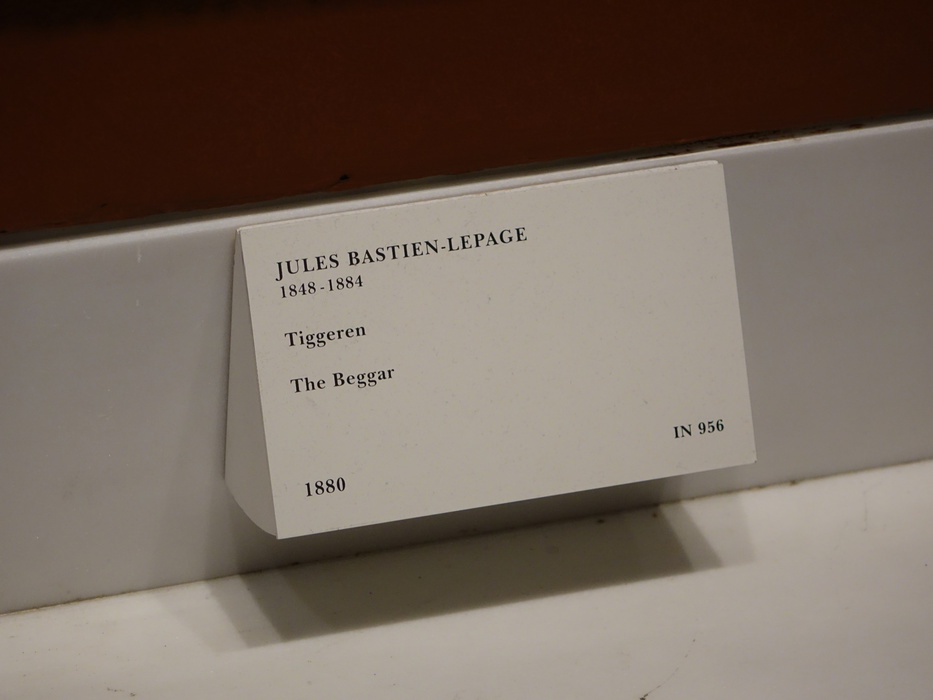 JULES BASTIEN-LEPAGE
1848-1884
Tiggeren
The Beggar
IN 956
1880